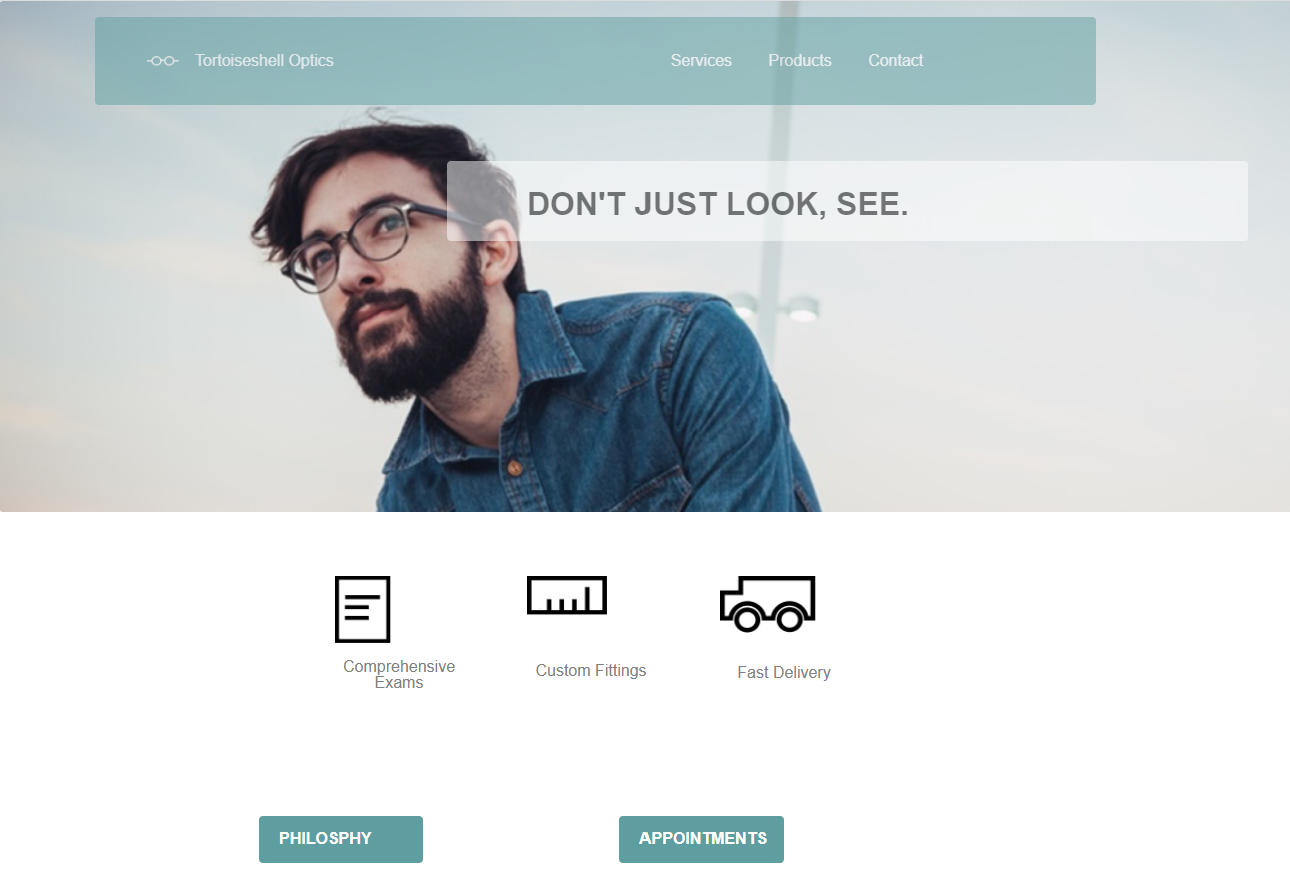 Tortoiseshell Optics
Services Products Contact
DON'T JUST LOOK, SEE.
Comprehensive
Exams
Custom Fittings
Fast Delivery
PHILOSPHY
APPOINTMENTS